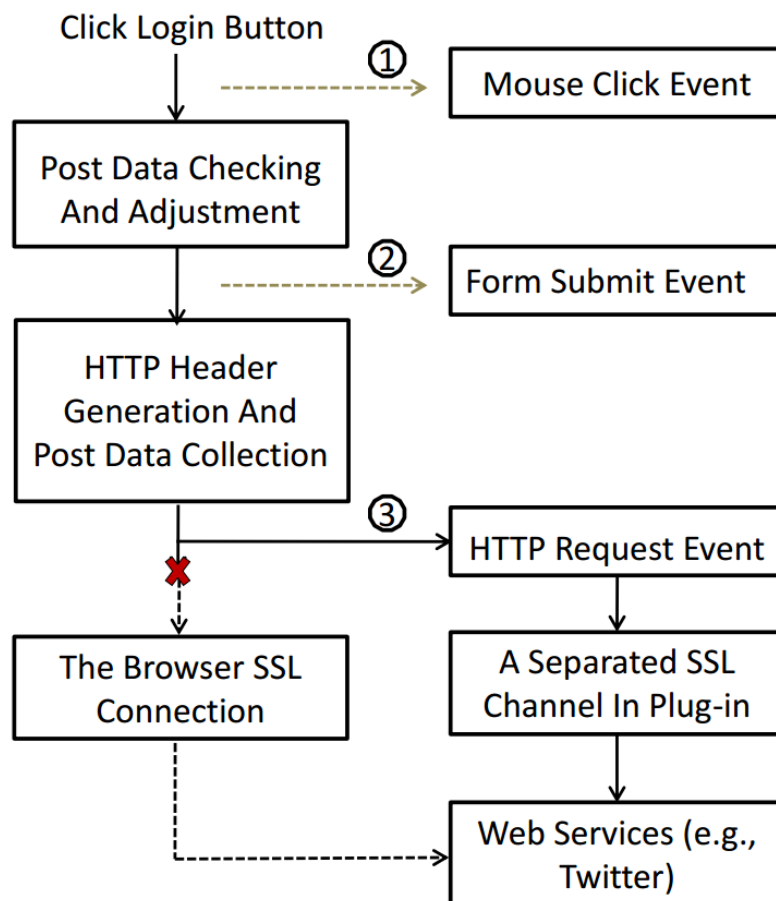 Click Login Button
①
Mouse Click Event
Post Data Checking
And Adjustment
②
Form Submit Event
HTTP Header
Generation And
Post Data Collection
③
HTTP Request Event
The Browser SSL
Connection
A Separated SSL
Channel In Plug-in
Web Services (e.g.,
Twitter)